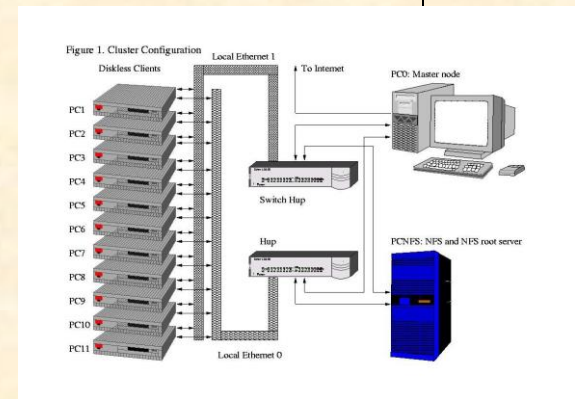 Figure 1. Cluster Configuration
Diskless Clients
Local Ethernet 1
To Internet
PC0: Master node
PC1
PC2
PC3
PC4
PC5
PC6
PC7
PC8
PC9
PC10
PC11
Switch Hup
Hup
PCNFS: NFS and NFS root server
Local Ethernet 0